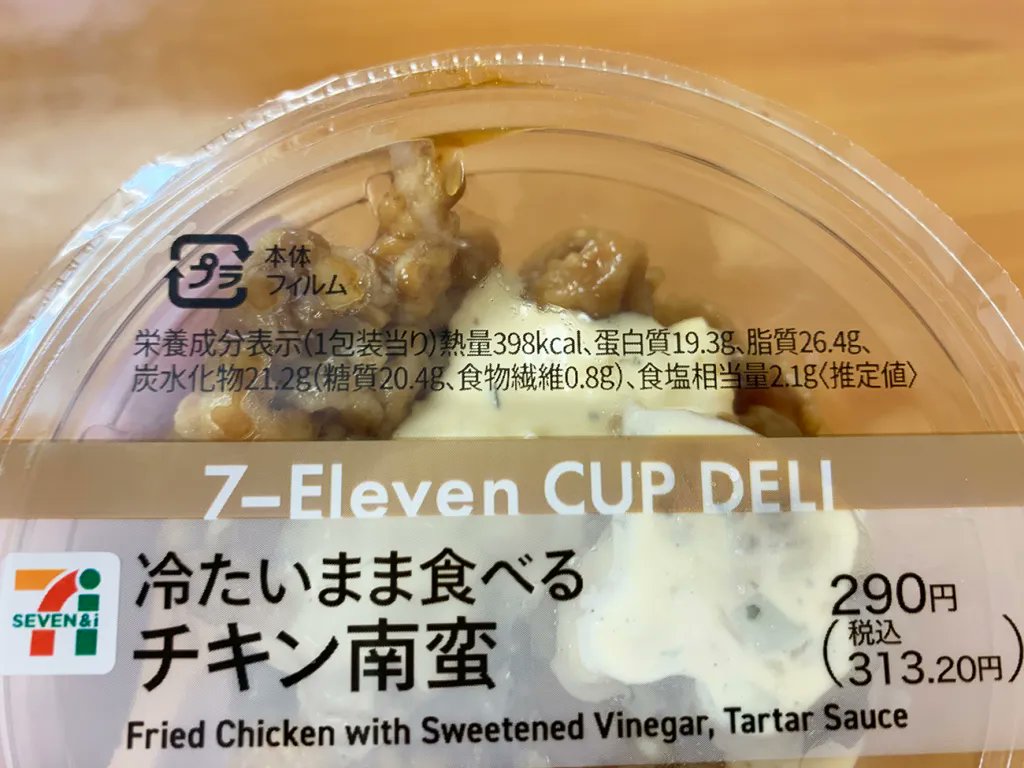 プラ
本体
フィルム
栄養成分表示(1包装当り)熱量398kcal、蛋白質19.3g、脂質26.4g、
炭水化物21.2g(糖質20.4g、食物繊維0.8g)、食塩相当量2.1g〈推定値〉
7-Eleven CUP DELI
SEVEN&i
冷たいまま食べる
チキン南蛮
290円
(税込
313.20円)
Fried Chicken with Sweetened Vinegar, Tartar Sauce